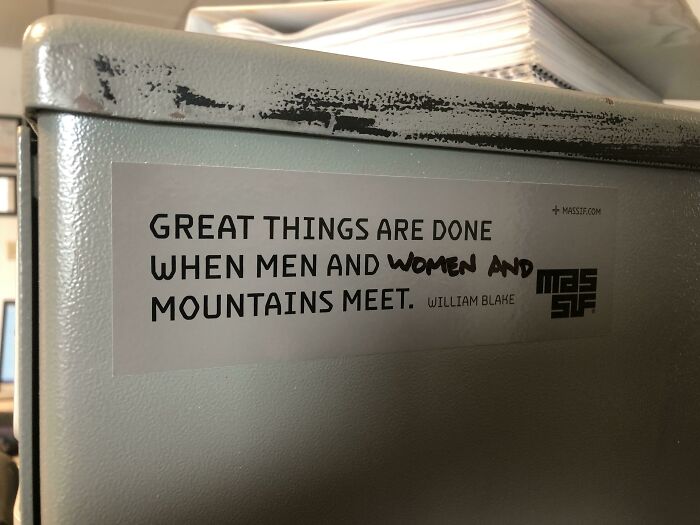 + MASSIF.COM
GREAT THINGS ARE DONE
WHEN MEN AND WOMEN AND
MOUNTAINS MEET. WILLIAM BLAKE
MAS
SIF